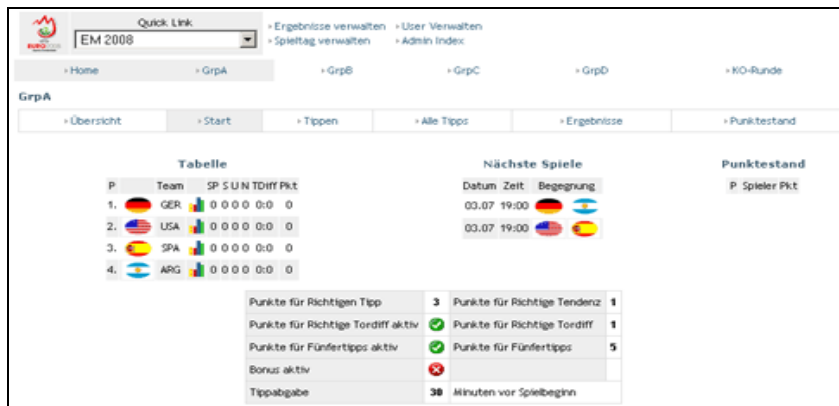 Quick Link
EM 2008
Ergebnisse verwalten
User Verwalten
Spieltag verwalten
Admin Index
EURO2008
Home
GrpA
GrpB
GrpC
GrpD
KO-Runde
GrpA
Übersicht
Start
Tippen
Alle Tipps
Ergebnisse
Punktestand
Tabelle
P Team SP S U N TDiff Pkt
1. GER 0 0 0 0 0:0 0
2. USA 0 0 0 0 0:0 0
3. SPA 0 0 0 0 0:0 0
4. ARG 0 0 0 0 0:0 0
Nächste Spiele
Datum Zeit Begegnung
03.07 19:00
03.07 19:00
Punktestand
P Spieler Pkt
Punkte für Richtigen Tipp 3 Punkte für Richtige Tendenz 1
Punkte für Richtige Tordiff aktiv Punkte für Richtige Tordiff 1
Punkte für Fünfertipps aktiv Punkte für Fünfertipps 5
Bonus aktiv
Tippabgabe 30 Minuten vor Spielbeginn